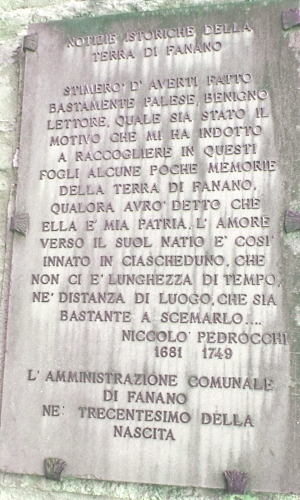 NOTIZIE ISTORICHE DELLA
TERRA DI FANANO
STIMERO' D' AVERTI FATTO
BASTAMENTE PALESE, BENIGNO
LETTORE, QUALE SIA STATO IL
MOTIVO CHE MI HA INDOTTO
A RACCOGLIERE IN QUESTI
FOGLI ALCUNE POCHE MEMORIE
DELLA TERRA DI FANANO,
QUALORA AVRO' DETTO CHE
ELLA E' MIA PATRIA. L' AMORE
VERSO IL SUOL NATIO E' COSI'
INNATO IN CIASCHEDUNO, CHE
NON CI E' LUNGHEZZA DI TEMPO,
NE' DISTANZA DI LUOGO, CHE SIA
BASTANTE A SCEMARLO....
NICCOLO' PEDROCCHI
1681 1749
L' AMMINISTRAZIONE COMUNALE
DI FANANO
NE' TRECENTESIMO DELLA
NASCITA